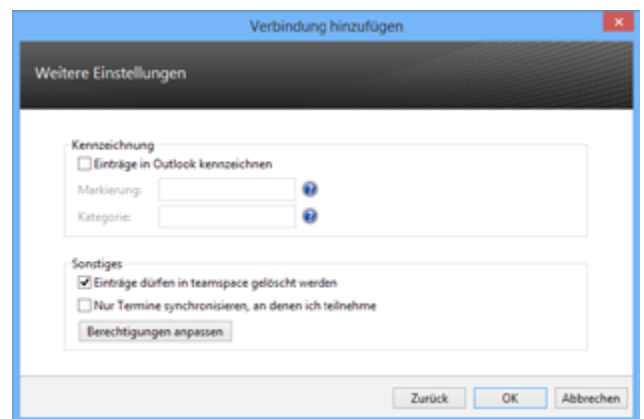 Verbindung hinzufügen
Weitere Einstellungen
Kennzeichnung
Einträge in Outlook kennzeichnen
Markierung:
Kategorie:
Sonstiges
Einträge dürfen in teamspace gelöscht werden
Nur Termine synchronisieren, an denen ich teilnehme
Berechtigungen anpassen
Zurück OK Abbrechen